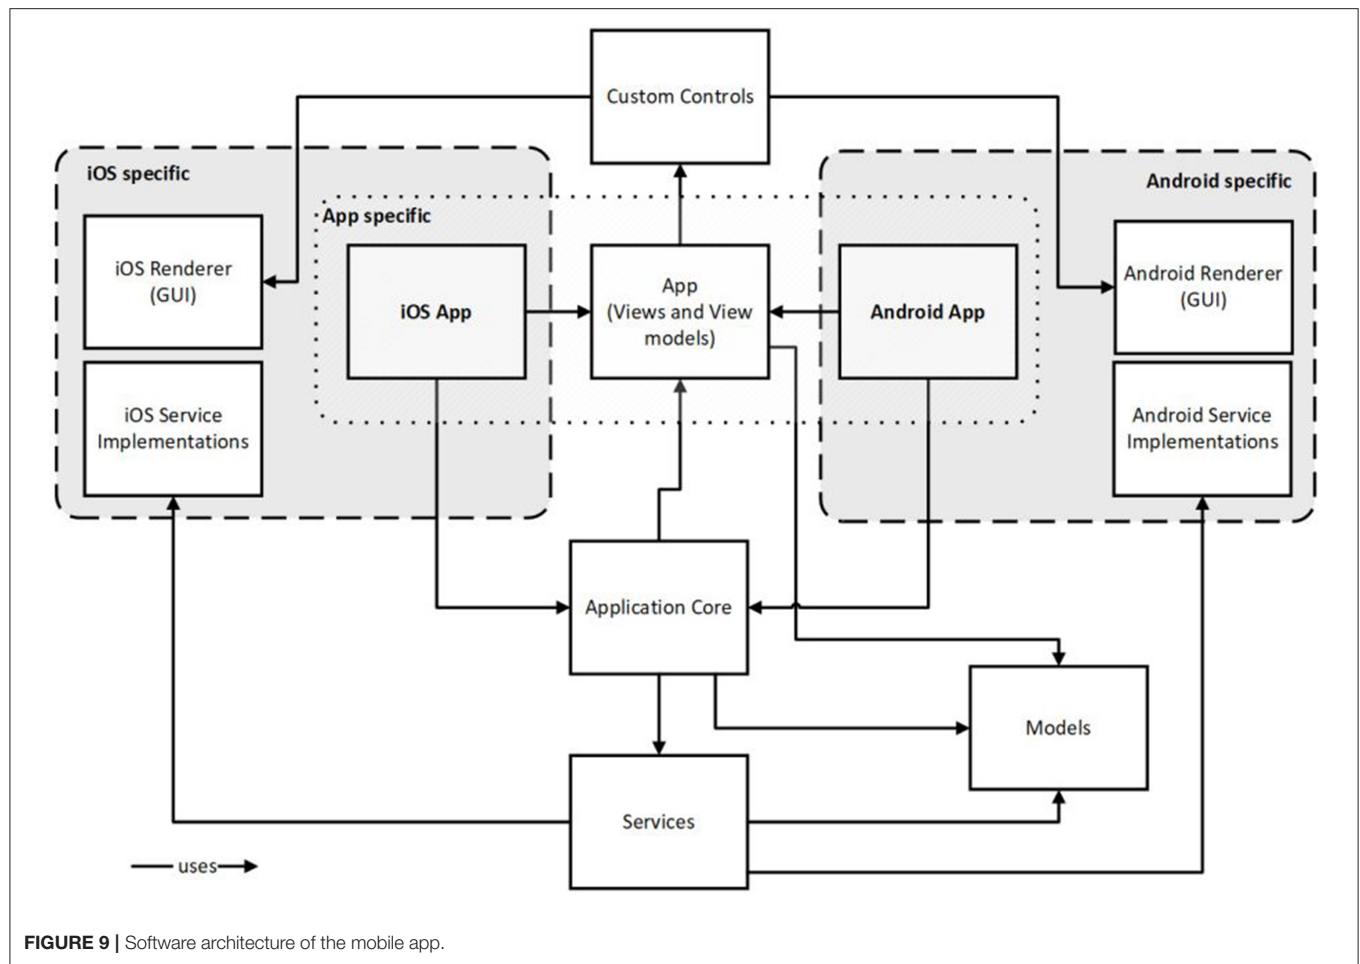 Custom Controls
iOS specific
Android specific
App specific
iOS Renderer
(GUI)
iOS App
App
(Views and View
models)
Android App
Android Renderer
(GUI)
iOS Service
Implementations
Android Service
Implementations
Application Core
Models
Services
uses
FIGURE 9 | Software architecture of the mobile app.